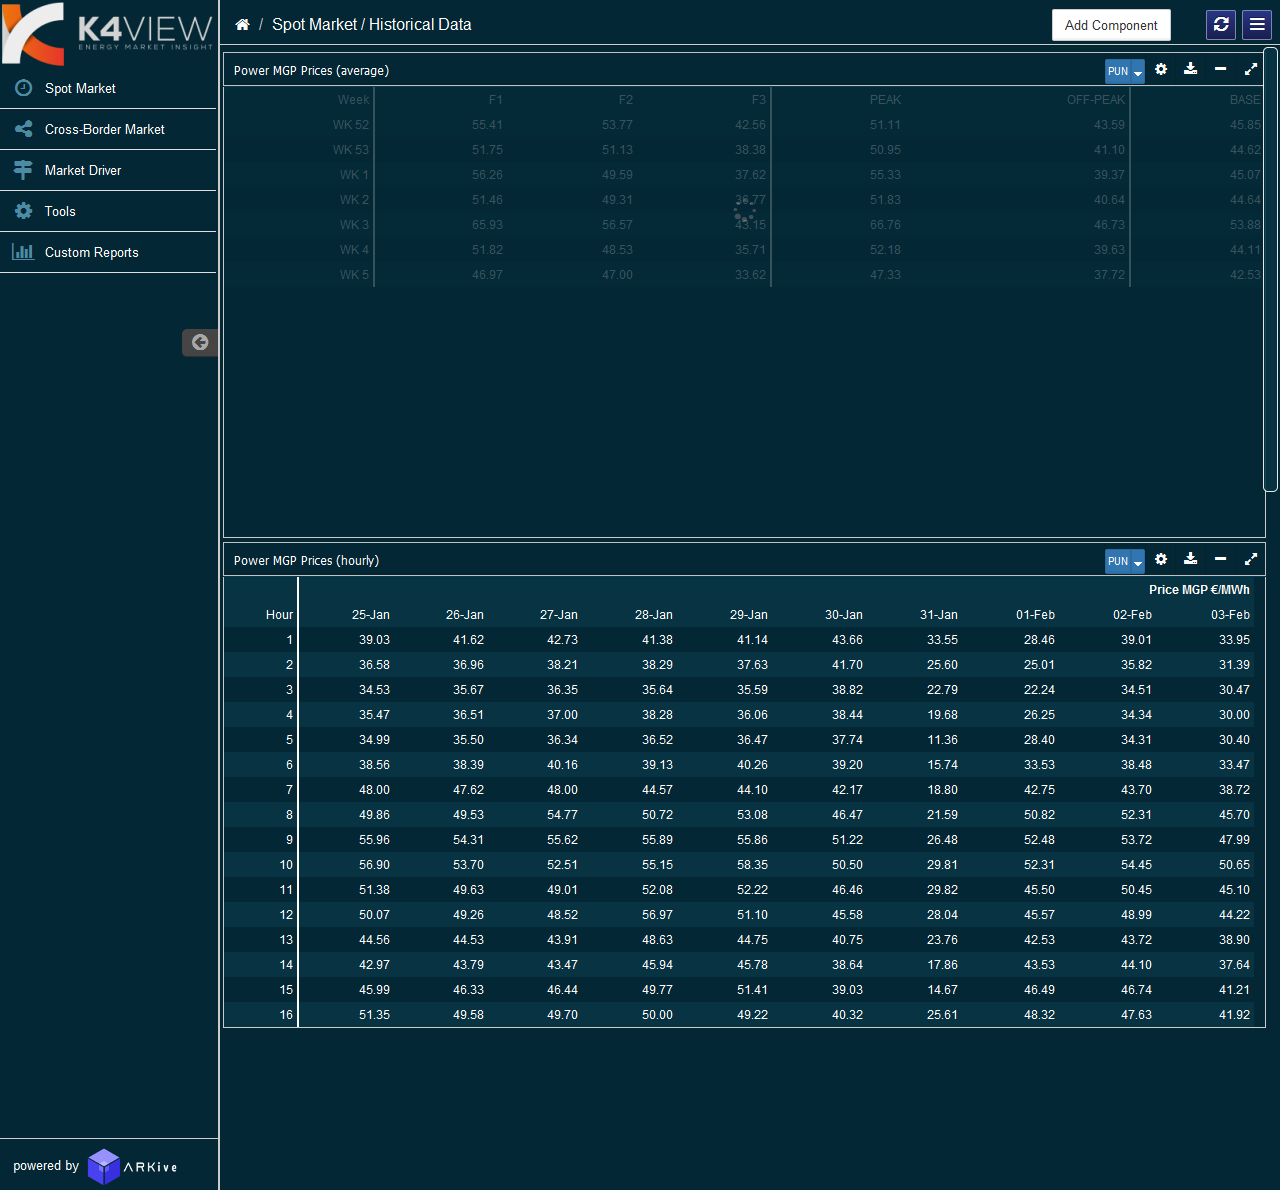 K4VIEW
ENERGY MARKET INSIGHT
Spot Market
Cross-Border Market
Market Driver
Tools
Custom Reports
powered by ARKive
/ Spot Market / Historical Data
Add Component
Power MGP Prices (average)
PUN
Week F1 F2 F3 PEAK OFF-PEAK BASE
WK 52 55.41 53.77 42.56 51.11 43.59 45.85
WK 53 51.75 51.13 38.38 50.95 41.10 44.62
WK 1 56.26 49.59 37.62 55.33 39.37 45.07
WK 2 51.46 49.31 51.83 40.64 44.64
WK 3 65.93 56.57 43.15 66.76 46.73 53.88
WK 4 51.82 48.53 35.71 52.18 39.63 44.11
WK 5 46.97 47.00 33.62 47.33 37.72 42.53
Power MGP Prices (hourly)
PUN
Price MGP €/MWh
Hour 25-Jan 26-Jan 27-Jan 28-Jan 29-Jan 30-Jan 31-Jan 01-Feb 02-Feb 03-Feb
1 39.03 41.62 42.73 41.38 41.14 43.66 33.55 28.46 39.01 33.95
2 36.58 36.96 38.21 38.29 37.63 41.70 25.60 25.01 35.82 31.39
3 34.53 35.67 36.35 35.64 35.59 38.82 22.79 22.24 34.51 30.47
4 35.47 36.51 37.00 38.28 36.06 38.44 19.68 26.25 34.34 30.00
5 34.99 35.50 36.34 36.52 36.47 37.74 11.36 28.40 34.31 30.40
6 38.56 38.39 40.16 39.13 40.26 39.20 15.74 33.53 38.48 33.47
7 48.00 47.62 48.00 44.57 44.10 42.17 18.80 42.75 43.70 38.72
8 49.86 49.53 54.77 50.72 53.08 46.47 21.59 50.82 52.31 45.70
9 55.96 54.31 55.62 55.89 55.86 51.22 26.48 52.48 53.72 47.99
10 56.90 53.70 52.51 55.15 58.35 50.50 29.81 52.31 54.45 50.65
11 51.38 49.63 49.01 52.08 52.22 46.46 29.82 45.50 50.45 45.10
12 50.07 49.26 48.52 56.97 51.10 45.58 28.04 45.57 48.99 44.22
13 44.56 44.53 43.91 48.63 44.75 40.75 23.76 42.53 43.72 38.90
14 42.97 43.79 43.47 45.94 45.78 38.64 17.86 43.53 44.10 37.64
15 45.99 46.33 46.44 49.77 51.41 39.03 14.67 46.49 46.74 41.21
16 51.35 49.58 49.70 50.00 49.22 40.32 25.61 48.32 47.63 41.92